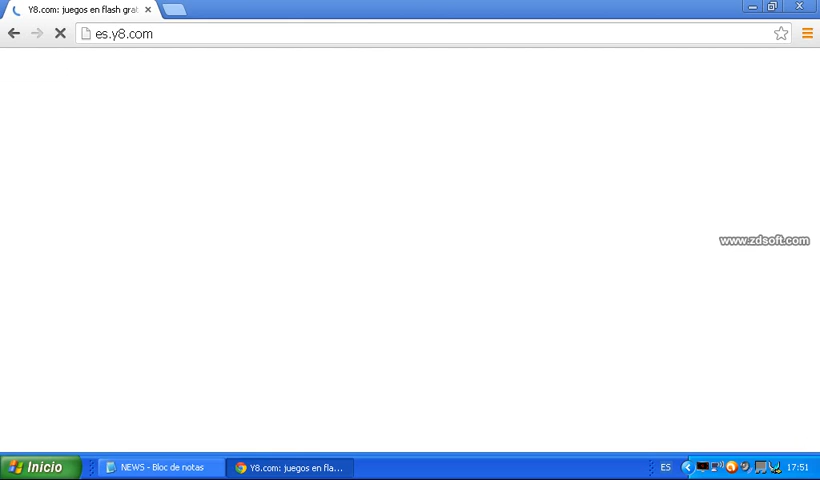 Y8.com: juegos en flash grat
es.y8.com
www.zdsoft.com
Inicio
NEWS - Bloc de notas
Y8.com: juegos en fla...
ES
17:51